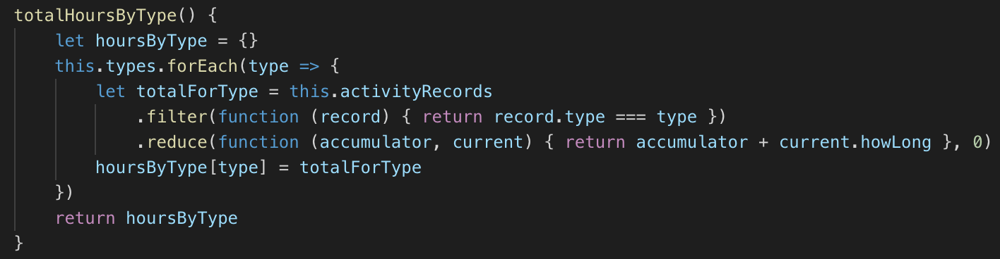 totalHoursByType() {
    let hoursByType = {}
    this.types.forEach(type => {
        let totalForType = this.activityRecords
            .filter(function (record) { return record.type === type })
            .reduce(function (accumulator, current) { return accumulator + current.howLong }, 0)
        hoursByType[type] = totalForType
    })
    return hoursByType
}